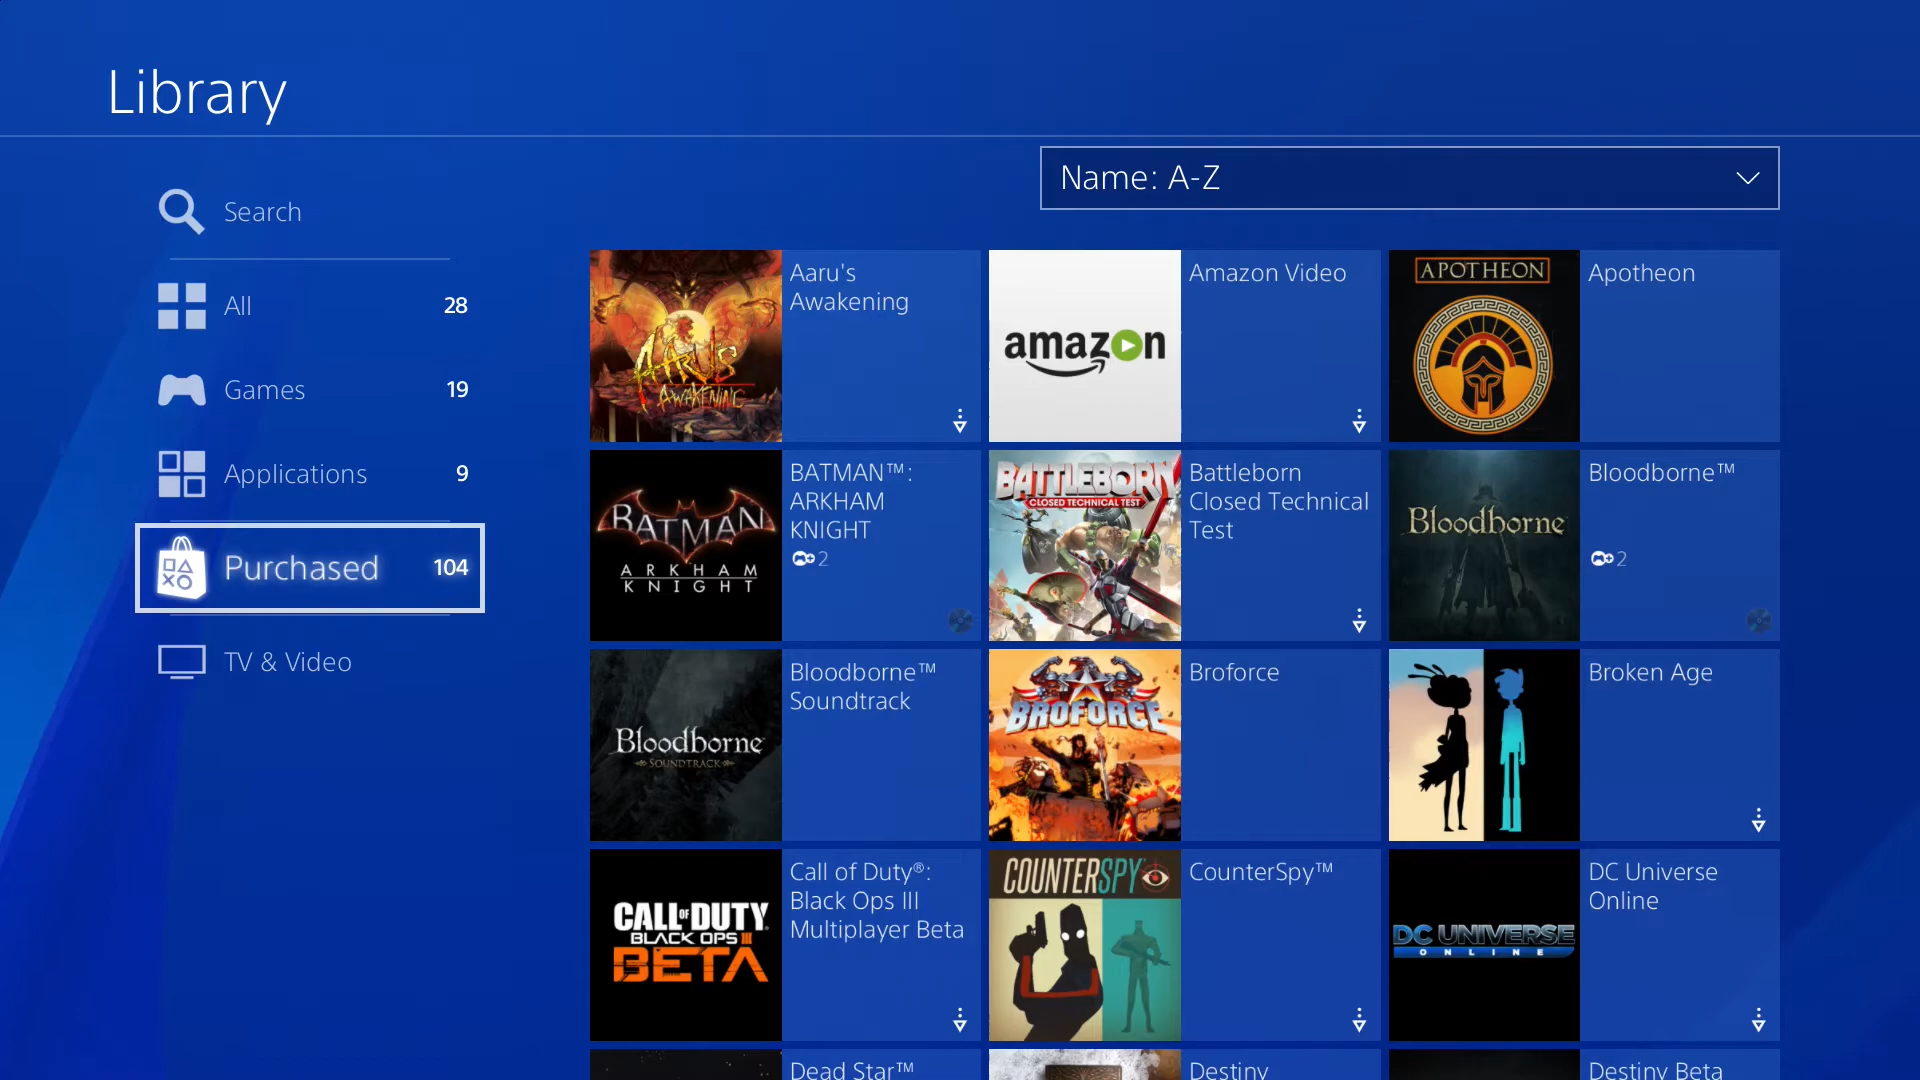 Library
Name: A-Z
Search
All 28
Games 19
Applications 9
Purchased 104
TV & Video
AARU'S
AWAKENING
Aaru's
Awakening
amazon
Amazon Video
APOTHEON
Apotheon
BATMAN
ARKHAM
KNIGHT
BATMAN™:
ARKHAM
KNIGHT
2
BATTLEBORN
CLOSED TECHNICAL TEST
Battleborn
Closed Technical
Test
Bloodborne
Bloodborne™
2
Bloodborne
SOUNDTRACK
Bloodborne™
Soundtrack
BROFORCE
Broforce
Broken Age
CALL OF DUTY
BLACK OPS III
BETA
Call of Duty®:
Black Ops III
Multiplayer Beta
COUNTERSPY
CounterSpy™
DC UNIVERSE
ONLINE
DC Universe
Online
Dead Star™
Destiny
Destiny Beta